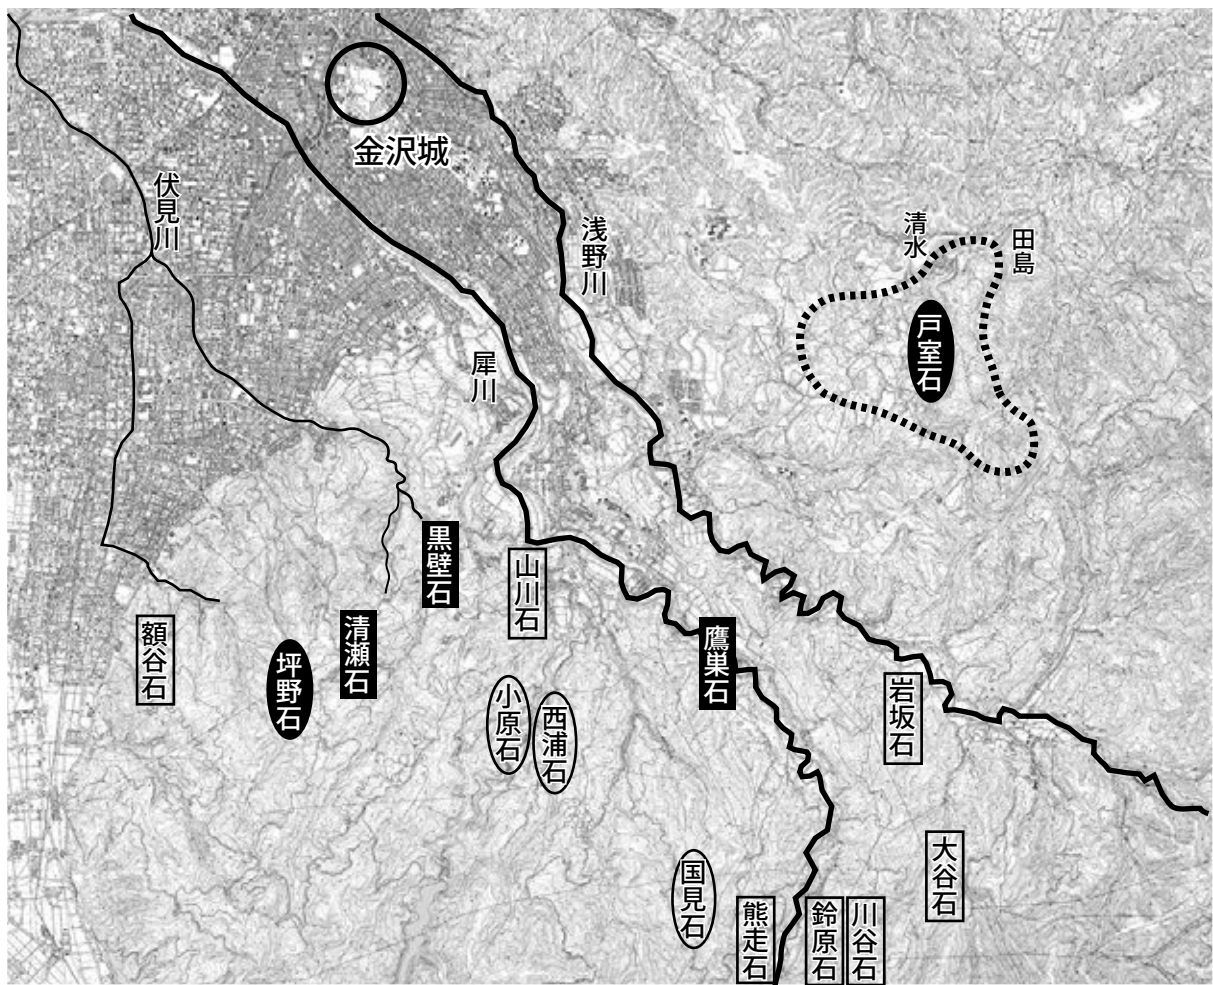 金沢城
伏見川
浅野川
清水
田島
戸室石
犀川
黒壁石
山川石
額谷石
坪野石
清瀬石
鷹巣石
小原石
西浦石
岩坂石
大谷石
国見石
熊走石
鈴原石
川谷石